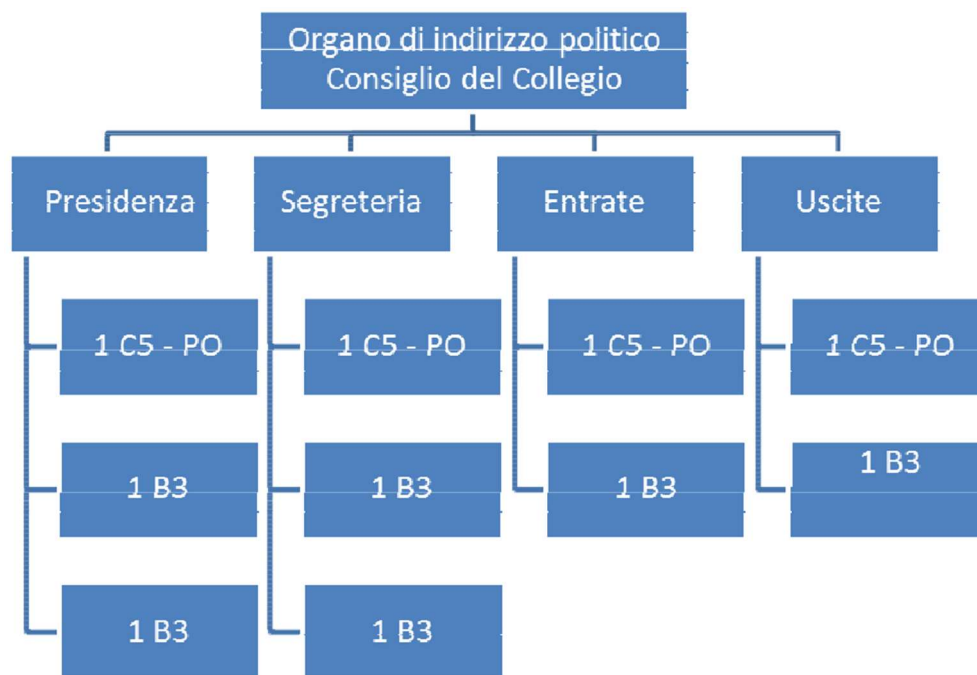 Organo di indirizzo politico
Consiglio del Collegio
Presidenza
Segreteria
Entrate
Uscite
1 C5 - PO
1 C5 - PO
1 C5 - PO
1 C5 - PO
1 B3
1 B3
1 B3
1 B3
1 B3
1 B3